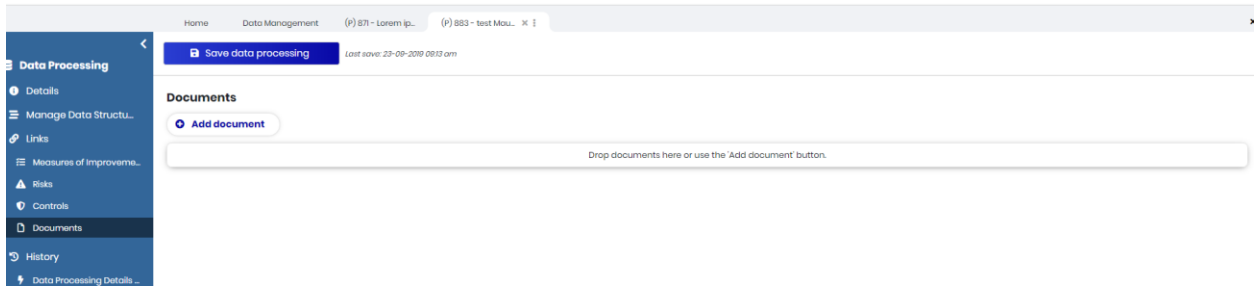 Home Data Management (P) 871 - Lorem ip... (P) 883 - test Mau...
Save data processing Last save: 23-09-2019 09:13 am
Data Processing
Details
Manage Data Structu...
Links
Measures of Improveme...
Risks
Controls
Documents
History
Data Processing Details ...
Documents
Add document
Drop documents here or use the 'Add document' button.